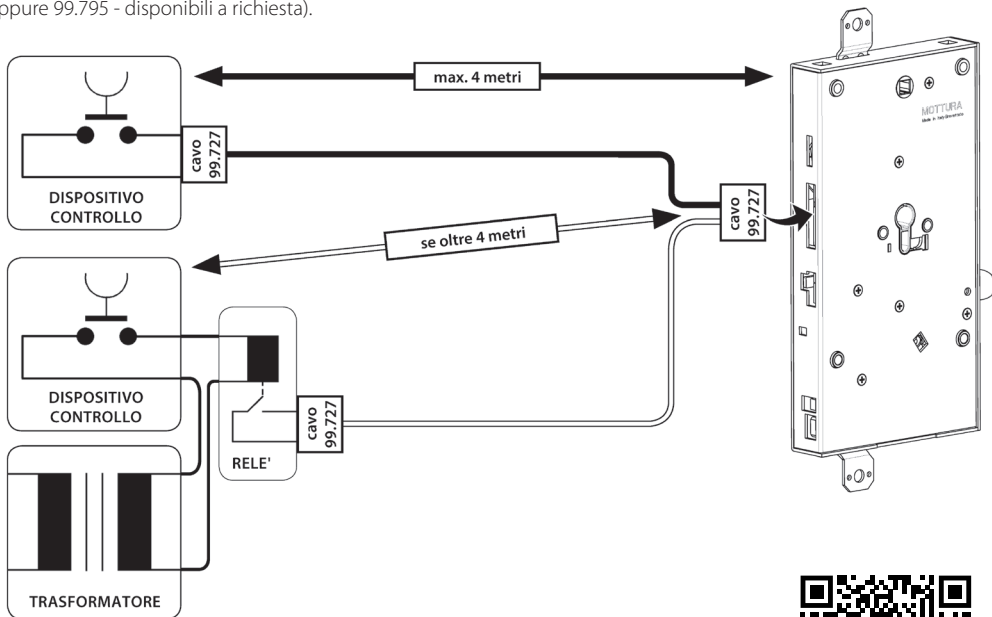 oppure 99.795 - disponibili a richiesta).
max. 4 metri
MOTTURA
cavo
99.727
DISPOSITIVO
CONTROLLO
cavo
99.727
se oltre 4 metri
DISPOSITIVO
CONTROLLO
cavo
99.727
RELE'
TRASFORMATORE